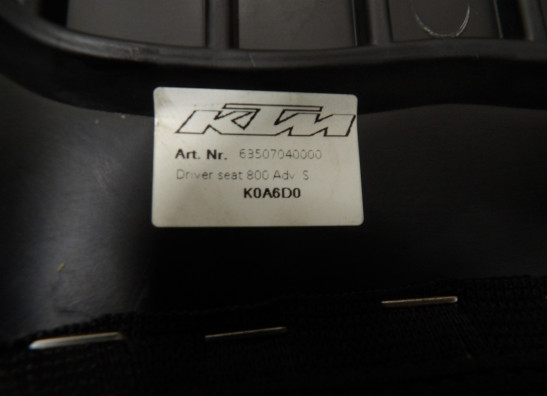 KTM
Art. Nr. 63507040000
Driver seat 800 Adv. S
K0A6D0